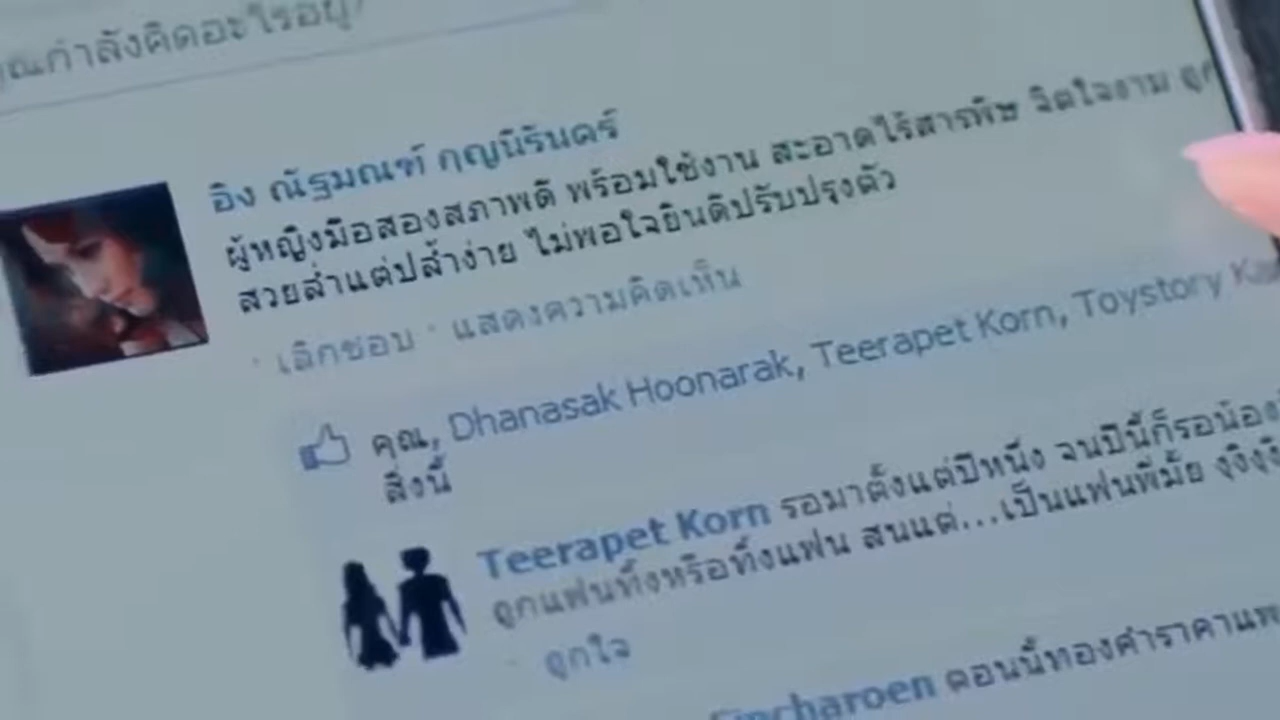 คุณกำลังคิดอะไรอยู่?
อิง ณัฐมณฑ์ กุญนิรันดร์
ผู้หญิงมือสองสภาพดี พร้อมใช้งาน สะอาดไร้สารพิษ จิตใจงาม
สวยล่ำแต่ปล้ำง่าย ไม่พอใจยินดีปรับปรุงตัว
เลิกชอบ · แสดงความคิดเห็น
คุณ, Dhanasak Hoonarak, Teerapet Korn, Toystory
สิ่งนี้
Teerapet Korn รอมาตั้งแต่ปีหนึ่ง จนปีนี้ก็รอน้อง
ถูกแฟนทิ้งหรือทิ้งแฟน สนแต่...เป็นแฟนพี่มั้ย
ถูกใจ
ตอนนี้ทองคำราคาแพ